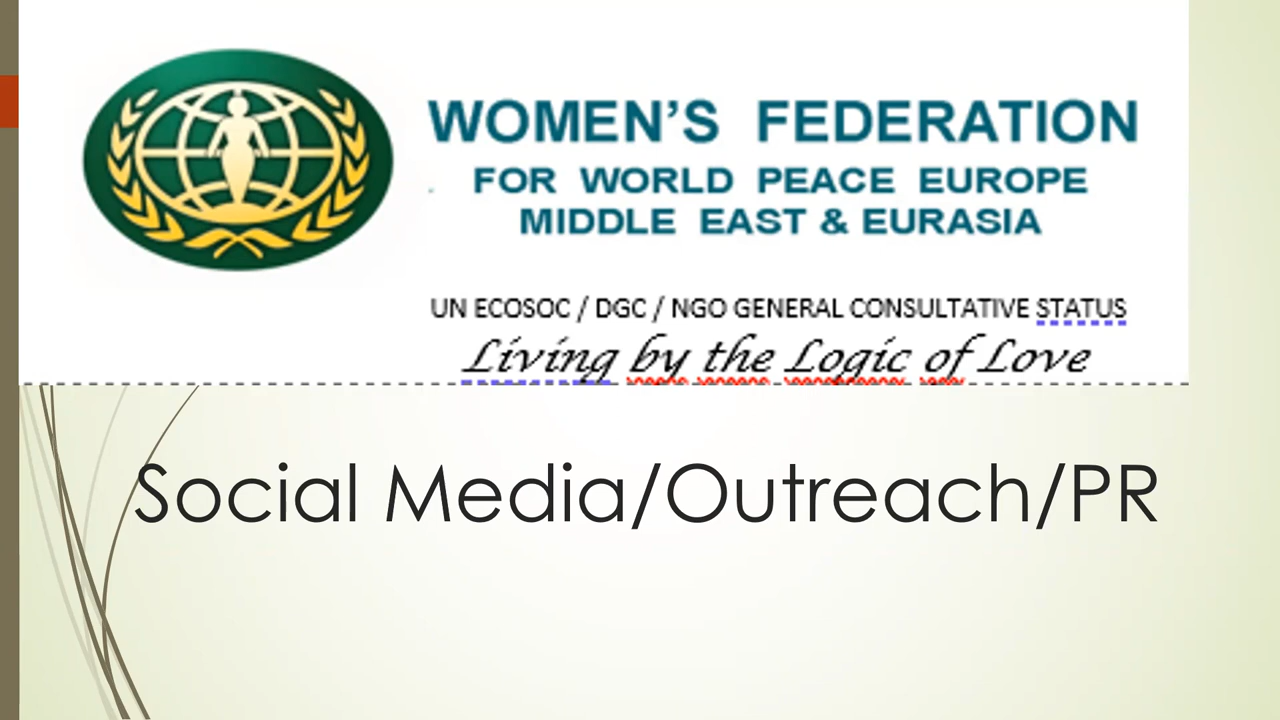 WOMEN'S FEDERATION
FOR WORLD PEACE EUROPE
MIDDLE EAST & EURASIA
UN ECOSOC / DGC / NGO GENERAL CONSULTATIVE STATUS
Living by the Logic of Love
Social Media/Outreach/PR